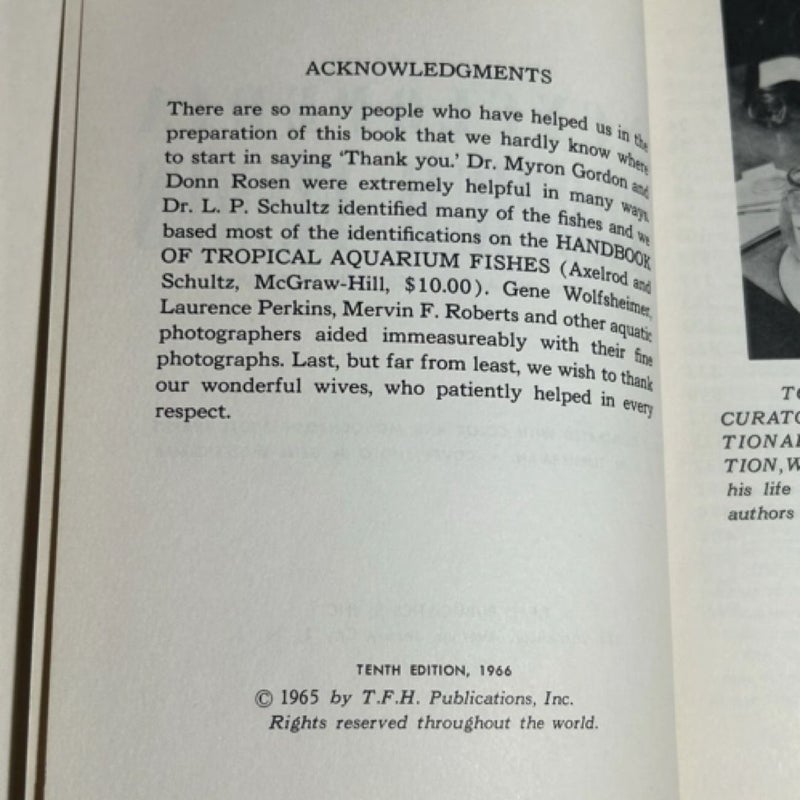 ACKNOWLEDGMENTS
There are so many people who have helped us in the
preparation of this book that we hardly know where
to start in saying ‘Thank you.’ Dr. Myron Gordon and
Donn Rosen were extremely helpful in many ways.
Dr. L. P. Schultz identified many of the fishes and we
based most of the identifications on the HANDBOOK
OF TROPICAL AQUARIUM FISHES (Axelrod and
Schultz, McGraw-Hill, $10.00). Gene Wolfsheimer,
Laurence Perkins, Mervin F. Roberts and other aquatic
photographers aided immeasureably with their fine
photographs. Last, but far from least, we wish to thank
our wonderful wives, who patiently helped in every
respect.
TENTH EDITION, 1966
© 1965 by T.F.H. Publications, Inc.
Rights reserved throughout the world.
TION, W
his life
authors